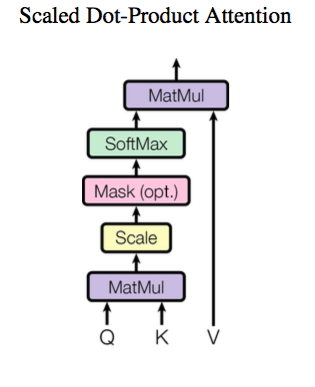 Scaled Dot-Product Attention
MatMul
SoftMax
Mask (opt.)
Scale
MatMul
Q K V